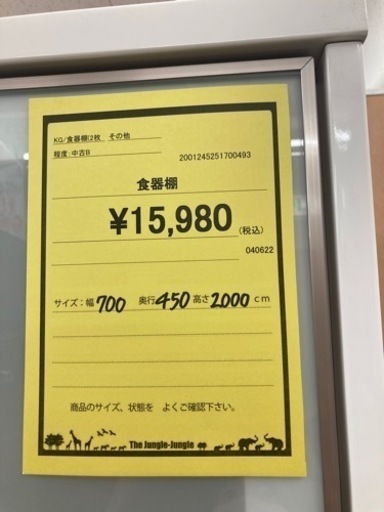 KG/食器棚(2枚 その他
程度:中古B
2001245251700493
食器棚
¥15,980(税込)
040622
サイズ:幅700 奥行450高さ2000cm
商品のサイズ、状態を よくご確認下さい。
The Jungle-Jungle